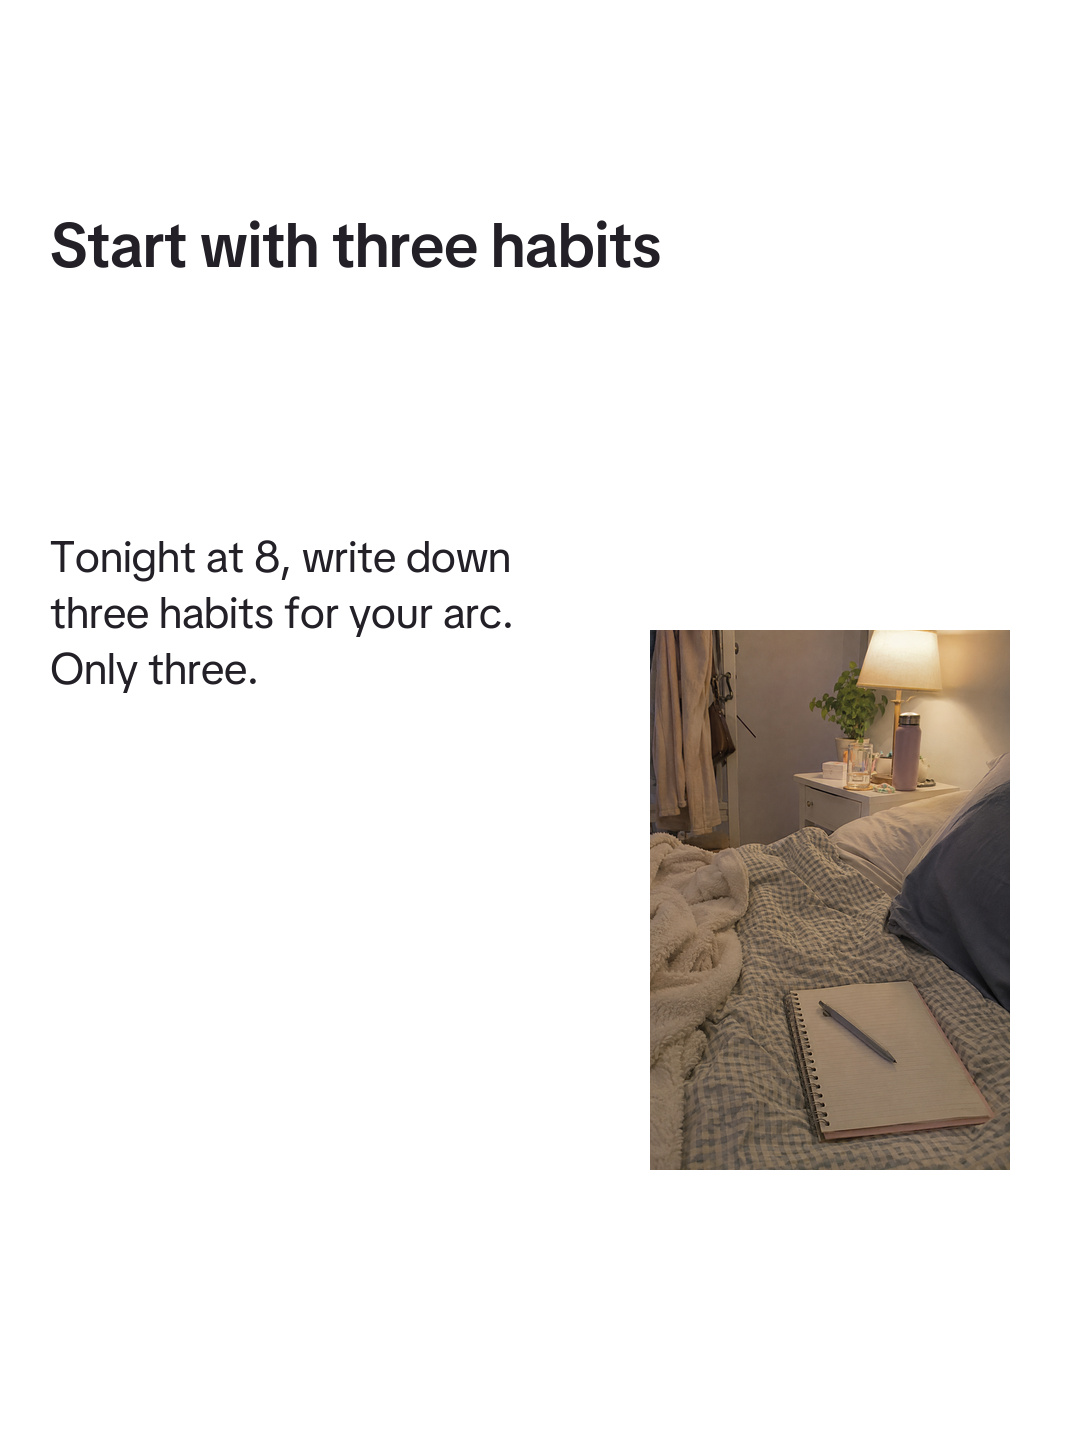 Start with three habits
Tonight at 8, write down
three habits for your arc.
Only three.